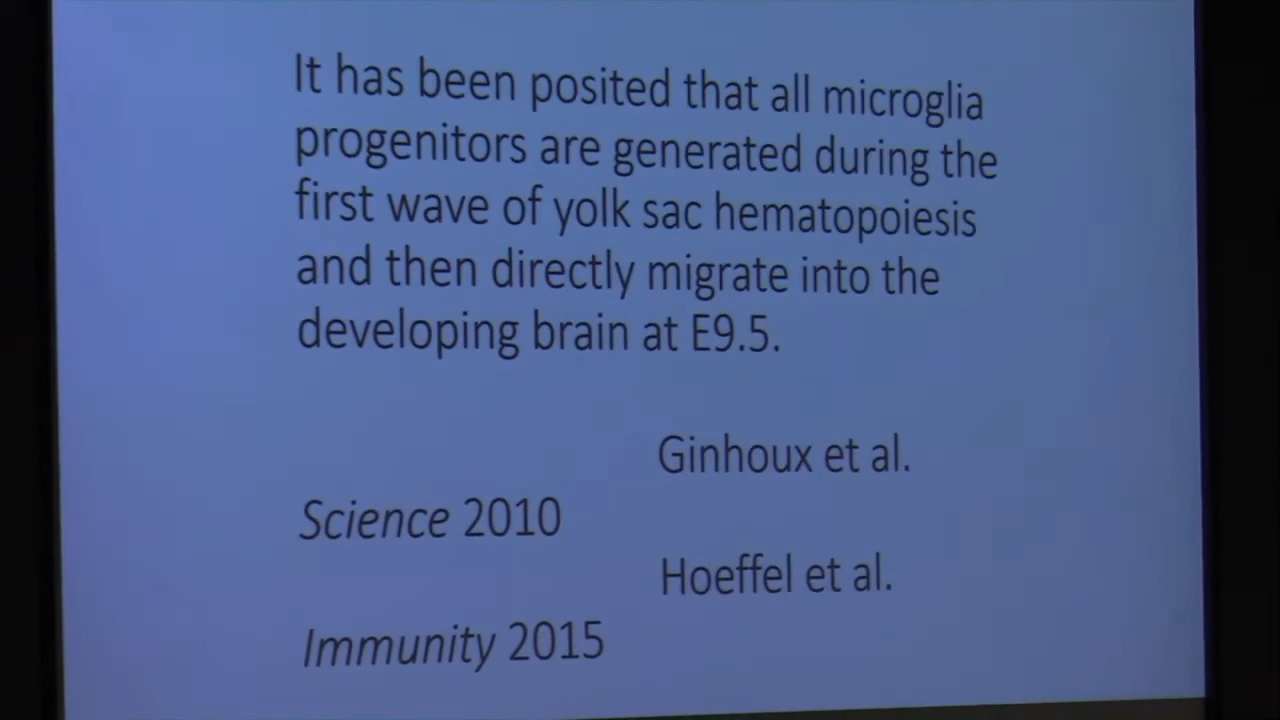 It has been posited that all microglia
progenitors are generated during the
first wave of yolk sac hematopoiesis
and then directly migrate into the
developing brain at E9.5.
Ginhoux et al.
Science 2010
Hoeffel et al.
Immunity 2015